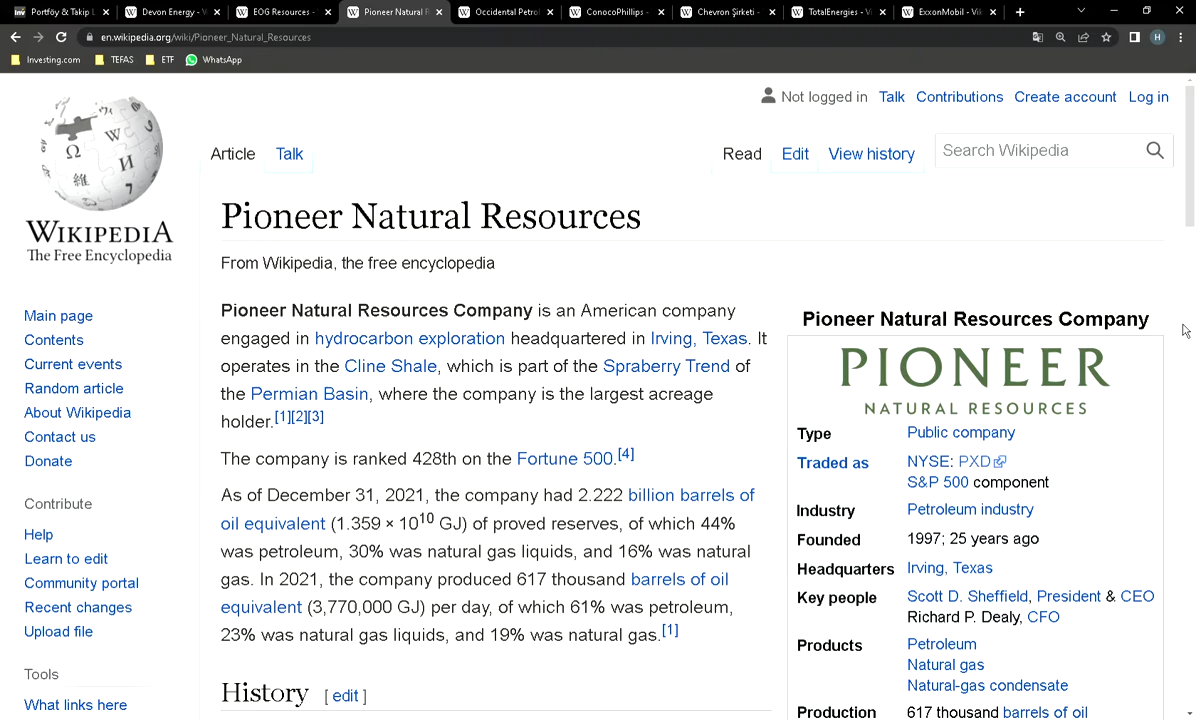 Portföy & Takip L
Devon Energy - V
EOG Resources -
Pioneer Natural R
Occidental Petrol
ConocoPhillips -
Chevron Şirketi -
TotalEnergies - Vi
ExxonMobil - Vik
en.wikipedia.org/wiki/Pioneer_Natural_Resources
H
Investing.com
TEFAS
ETF
WhatsApp
Not logged in Talk Contributions Create account Log in
Article Talk
Read Edit View history
Search Wikipedia
WIKIPEDIA
The Free Encyclopedia
Main page
Contents
Current events
Random article
About Wikipedia
Contact us
Donate
Contribute
Help
Learn to edit
Community portal
Recent changes
Upload file
Tools
What links here
Pioneer Natural Resources
From Wikipedia, the free encyclopedia
Pioneer Natural Resources Company is an American company
engaged in hydrocarbon exploration headquartered in Irving, Texas. It
operates in the Cline Shale, which is part of the Spraberry Trend of
the Permian Basin, where the company is the largest acreage
holder.[1][2][3]
The company is ranked 428th on the Fortune 500.[4]
As of December 31, 2021, the company had 2.222 billion barrels of
oil equivalent (1.359 × 10¹⁰ GJ) of proved reserves, of which 44%
was petroleum, 30% was natural gas liquids, and 16% was natural
gas. In 2021, the company produced 617 thousand barrels of oil
equivalent (3,770,000 GJ) per day, of which 61% was petroleum,
23% was natural gas liquids, and 19% was natural gas.[1]
History [ edit ]
Pioneer Natural Resources Company
PIONEER
NATURAL RESOURCES
Type Public company
Traded as NYSE: PXD
S&P 500 component
Industry Petroleum industry
Founded 1997; 25 years ago
Headquarters Irving, Texas
Key people Scott D. Sheffield, President & CEO
Richard P. Dealy, CFO
Products Petroleum
Natural gas
Natural-gas condensate
Production 617 thousand barrels of oil